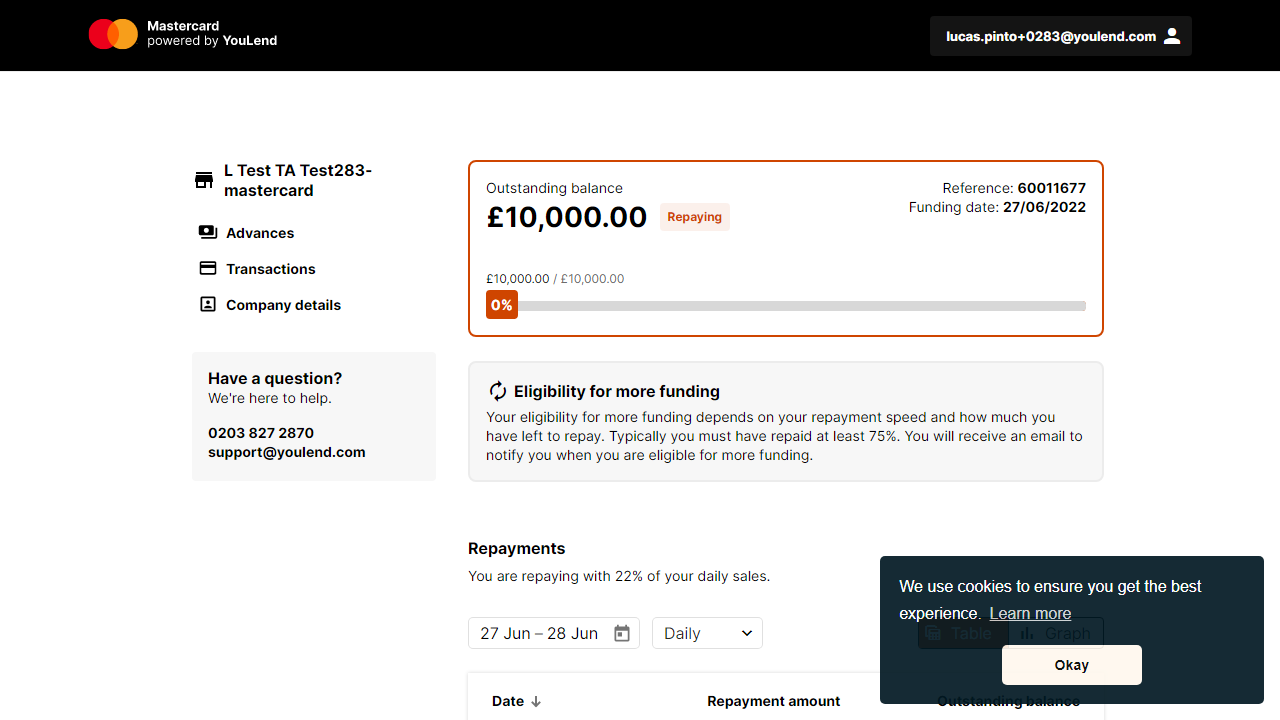 Mastercard
powered by YouLend
lucas.pinto+0283@youlend.com
L Test TA Test283-
mastercard
Advances
Transactions
Company details
Have a question?
We're here to help.
0203 827 2870
support@youlend.com
Outstanding balance
£10,000.00
Repaying
Reference: 60011677
Funding date: 27/06/2022
£10,000.00 / £10,000.00
0%
Eligibility for more funding
Your eligibility for more funding depends on your repayment speed and how much you
have left to repay. Typically you must have repaid at least 75%. You will receive an email to
notify you when you are eligible for more funding.
Repayments
You are repaying with 22% of your daily sales.
27 Jun – 28 Jun
Daily
Table
Graph
Date
Repayment amount
Outstanding balance
We use cookies to ensure you get the best
experience. Learn more
Okay